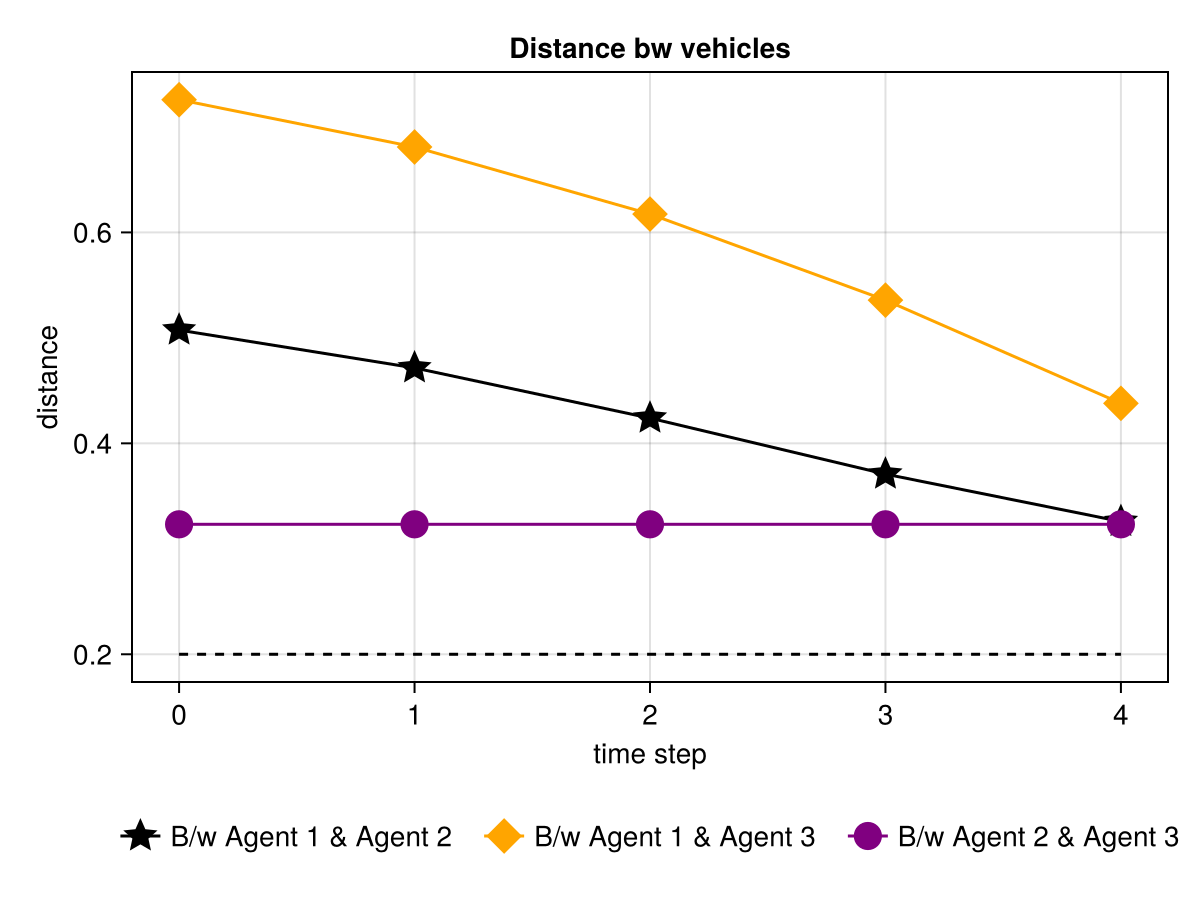 Distance bw vehicles
distance
0.6
0.4
0.2
0 1 2 3 4
time step
B/w Agent 1 & Agent 2 B/w Agent 1 & Agent 3 B/w Agent 2 & Agent 3